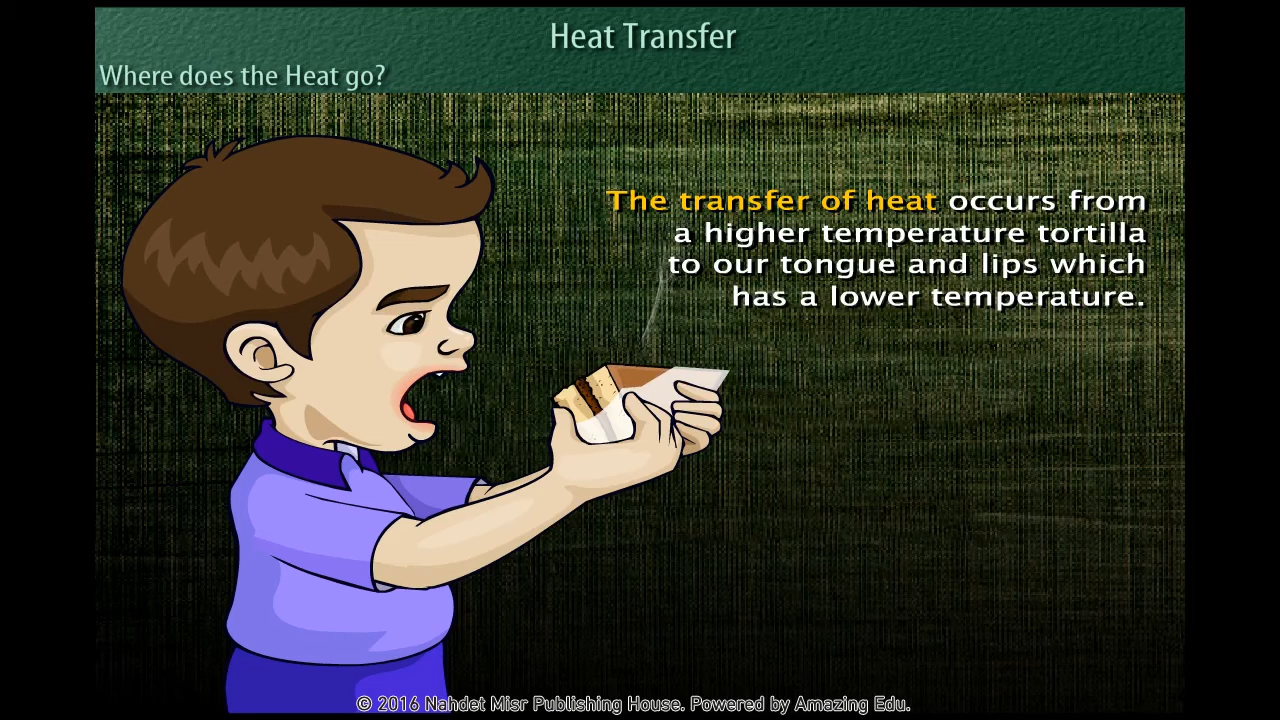 Heat Transfer
Where does the Heat go?
The transfer of heat occurs from
a higher temperature tortilla
to our tongue and lips which
has a lower temperature.
© 2016 Nahdet Misr Publishing House. Powered by Amazing Edu.